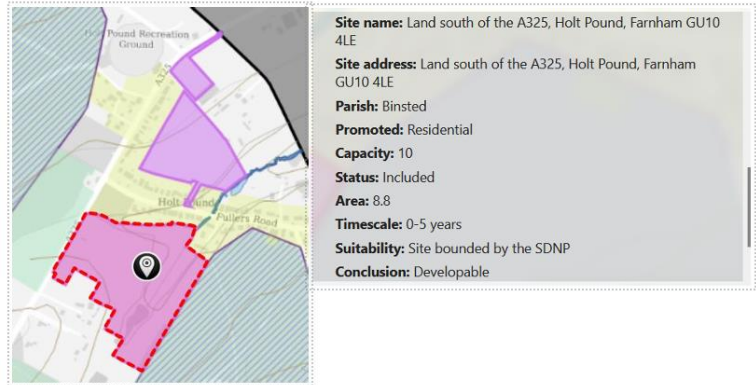 Holt Pound Recreation
Ground
A325
Holt Pound
Fullers Road
Site name: Land south of the A325, Holt Pound, Farnham GU10
4LE
Site address: Land south of the A325, Holt Pound, Farnham
GU10 4LE
Parish: Binsted
Promoted: Residential
Capacity: 10
Status: Included
Area: 8.8
Timescale: 0-5 years
Suitability: Site bounded by the SDNP
Conclusion: Developable